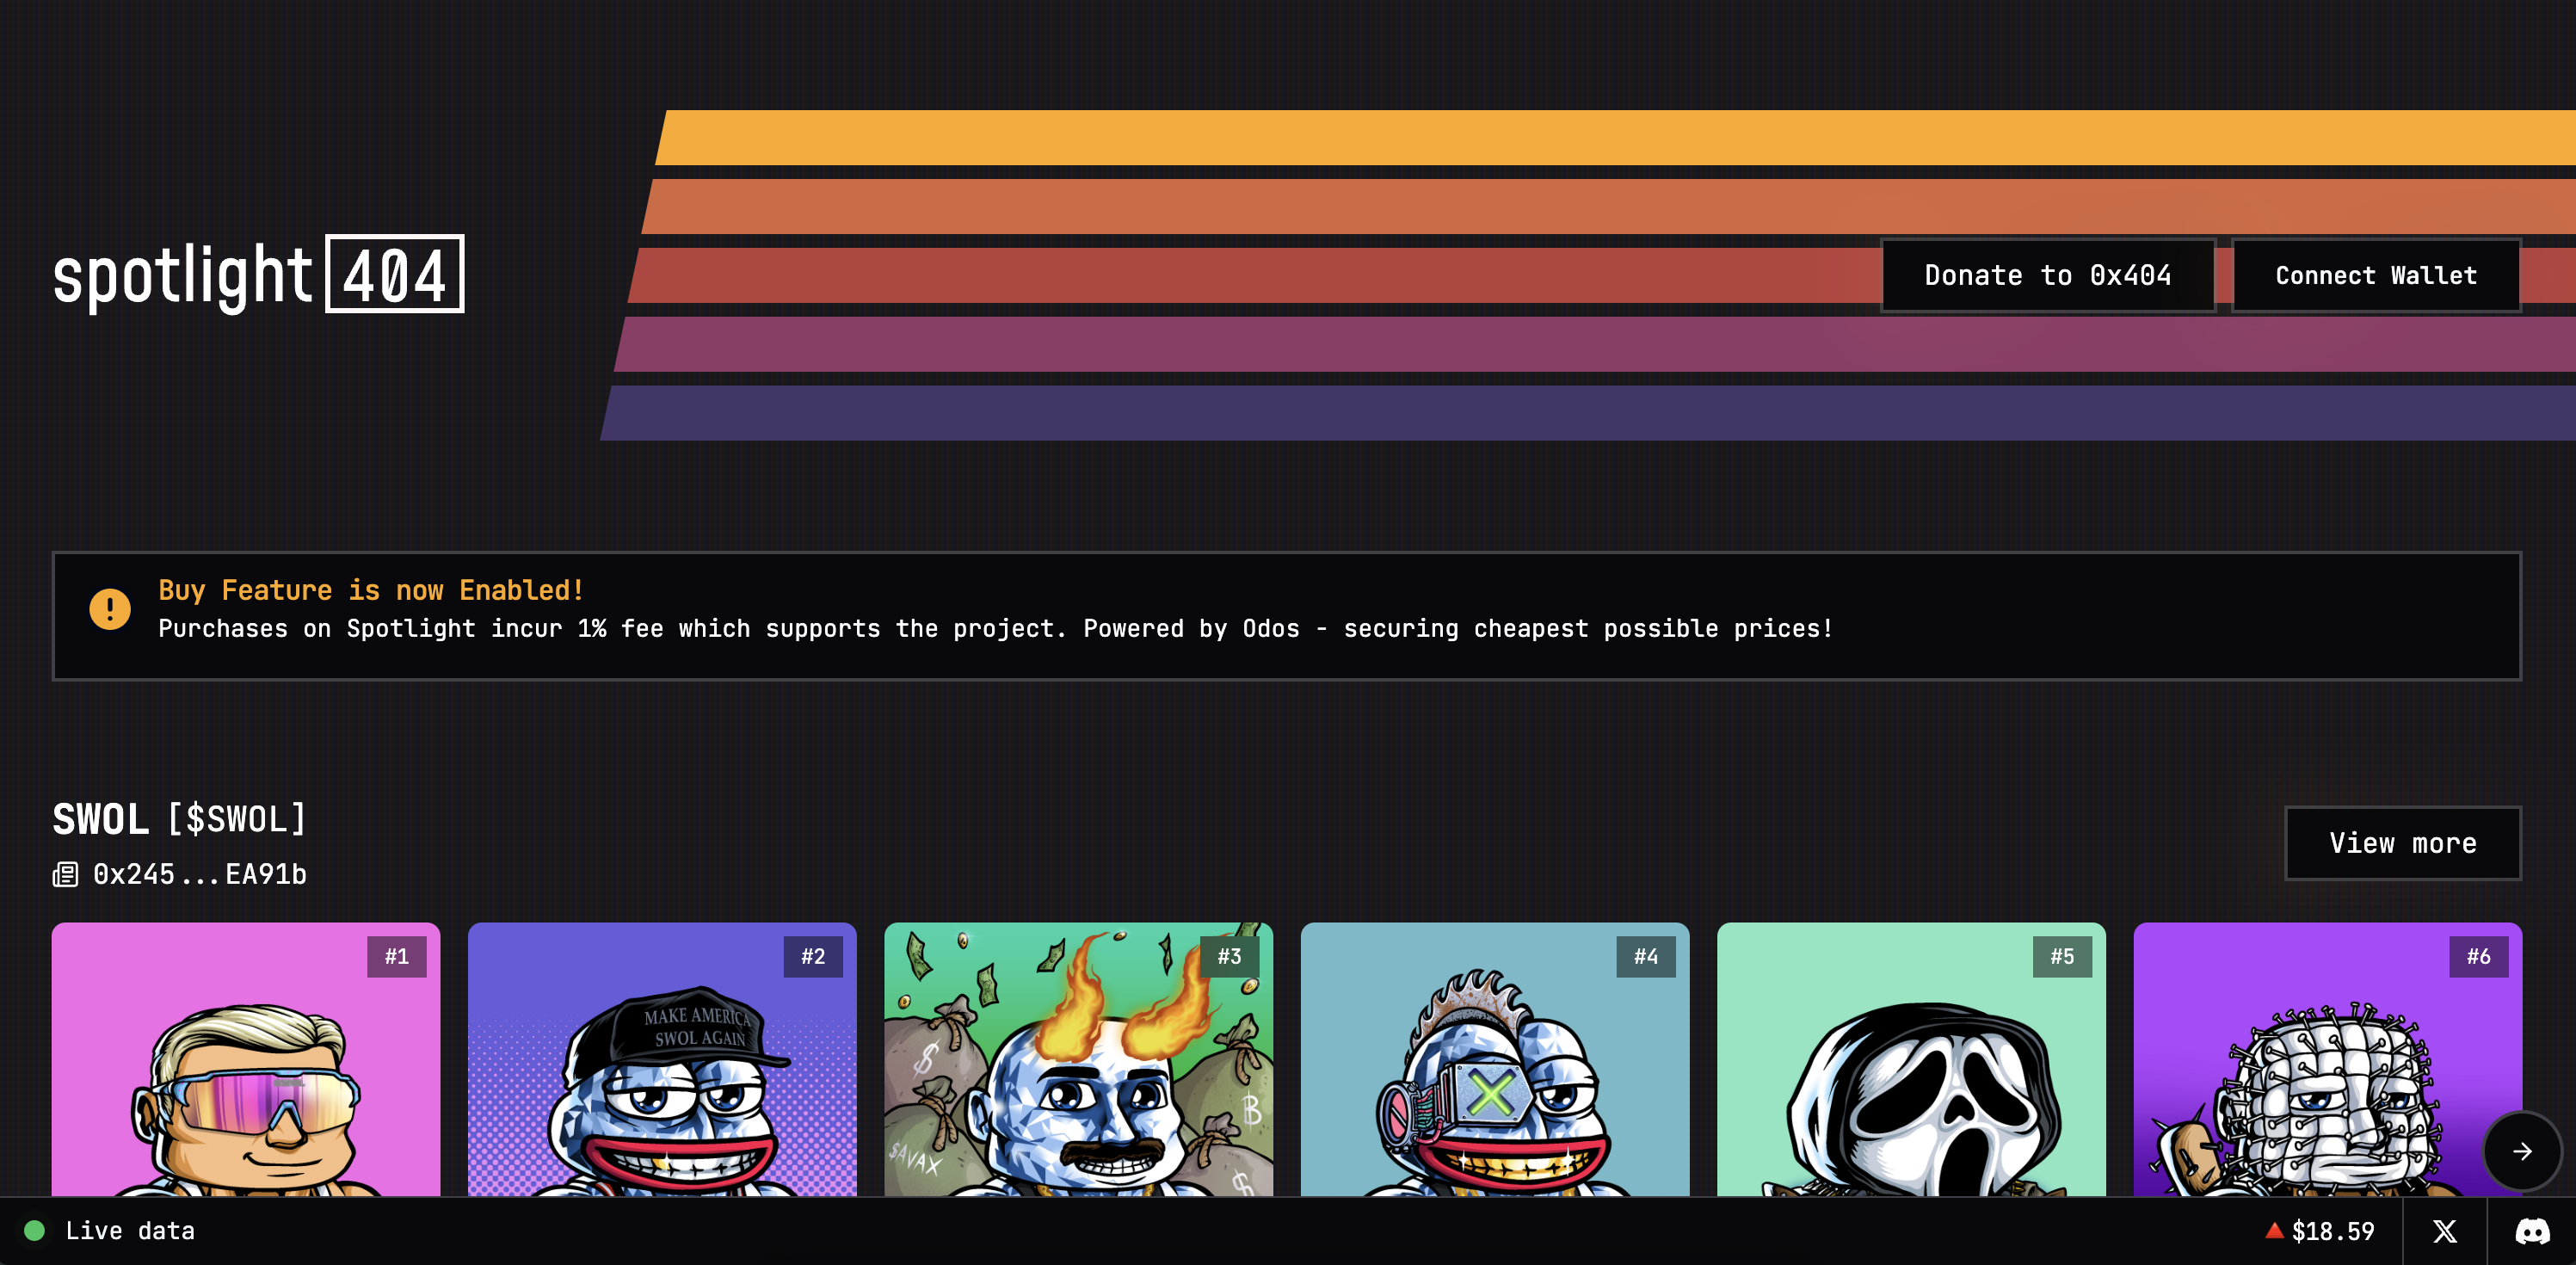 spotlight 404
Donate to 0x404
Connect Wallet
Buy Feature is now Enabled!
Purchases on Spotlight incur 1% fee which supports the project. Powered by Odos - securing cheapest possible prices!
SWOL [$SWOL]
0x245...EA91b
View more
#1
#2
#3
#4
#5
#6
MAKE AMERICA
SWOL AGAIN
$
$AVAX
B
$
Live data
$18.59